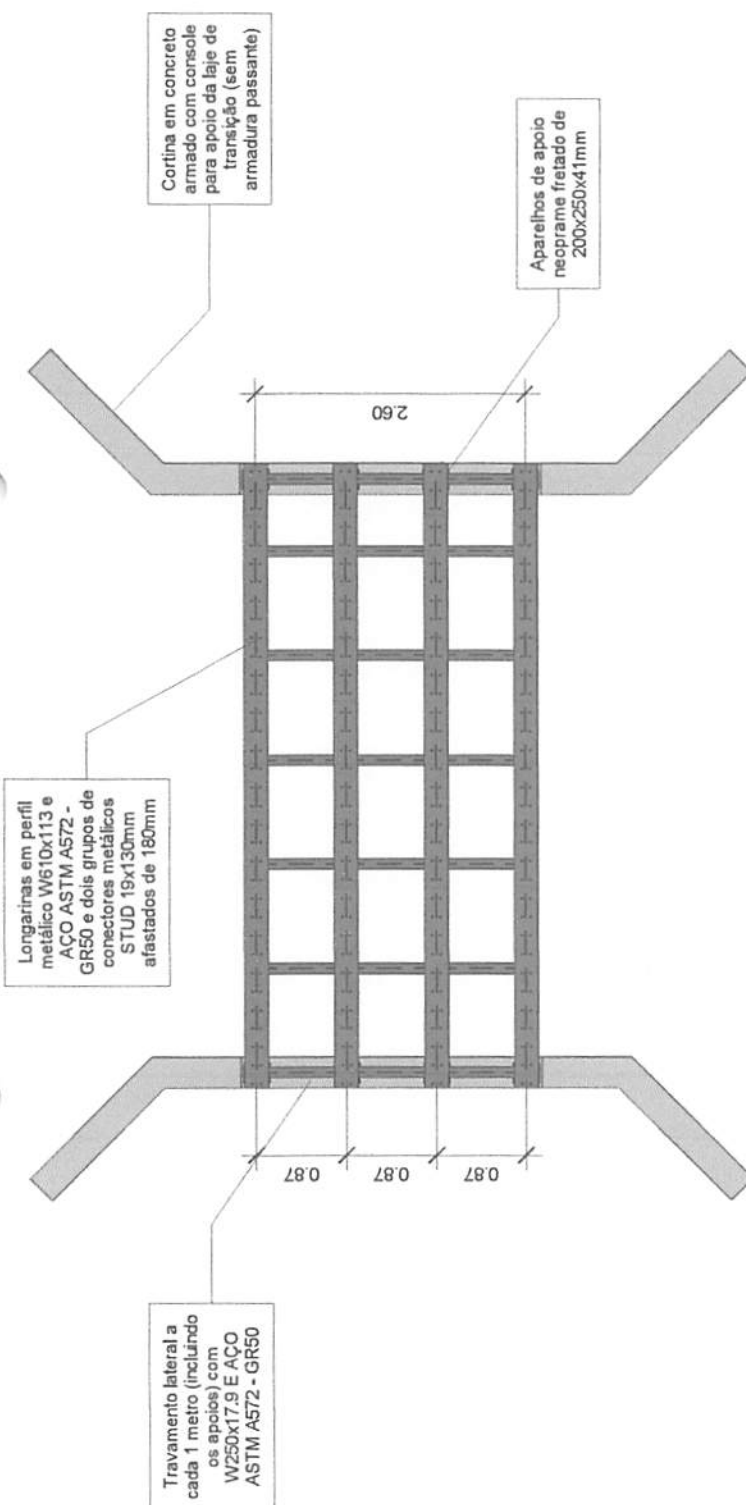 Cortina em concreto
armado com console
para apoio da laje de
transição (sem
armadura passante)
Aparelhos de apoio
neoprame fretado de
200x250x41mm
2.60
Longarinas em perfil
metálico W610x113 e
AÇO ASTM A572 -
GR50 e dois grupos de
conectores metálicos
STUD 19x130mm
afastados de 180mm
0.87
0.87
0.87
Travamento lateral a
cada 1 metro (incluindo
os apoios) com
W250x17.9 E AÇO
ASTM A572 - GR50